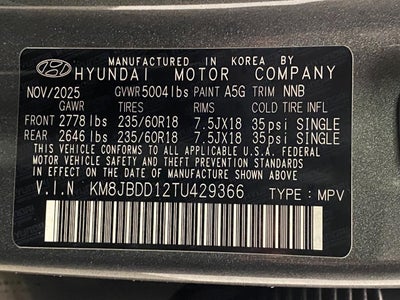 MANUFACTURED IN KOREA BY
HYUNDAI MOTOR COMPANY
NOV/2025 GVWR 5004lbs PAINT A5G TRIM NNB
GAWR TIRES RIMS COLD TIRE INFL
FRONT 2778lbs 235/60R18 7.5JX18 35psi SINGLE
REAR 2646lbs 235/60R18 7.5JX18 35psi SINGLE
THIS VEHICLE CONFORMS TO ALL APPLICABLE U.S.A. FEDERAL
MOTOR VEHICLE SAFETY AND THEFT PREVENTION STANDARDS
IN EFFECT ON THE DATE OF MANUFACTURE SHOWN ABOVE.
V.I.N KM8JBDD12TU429366 TYPE: MPV